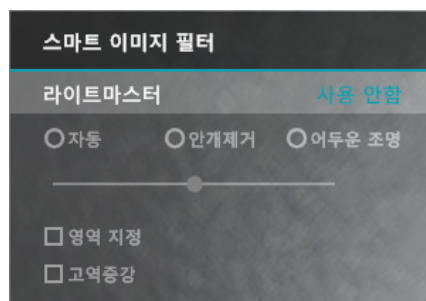 스마트 이미지 필터
라이트마스터 사용 안함
자동 안개제거 어두운 조명
영역 지정
고역증강